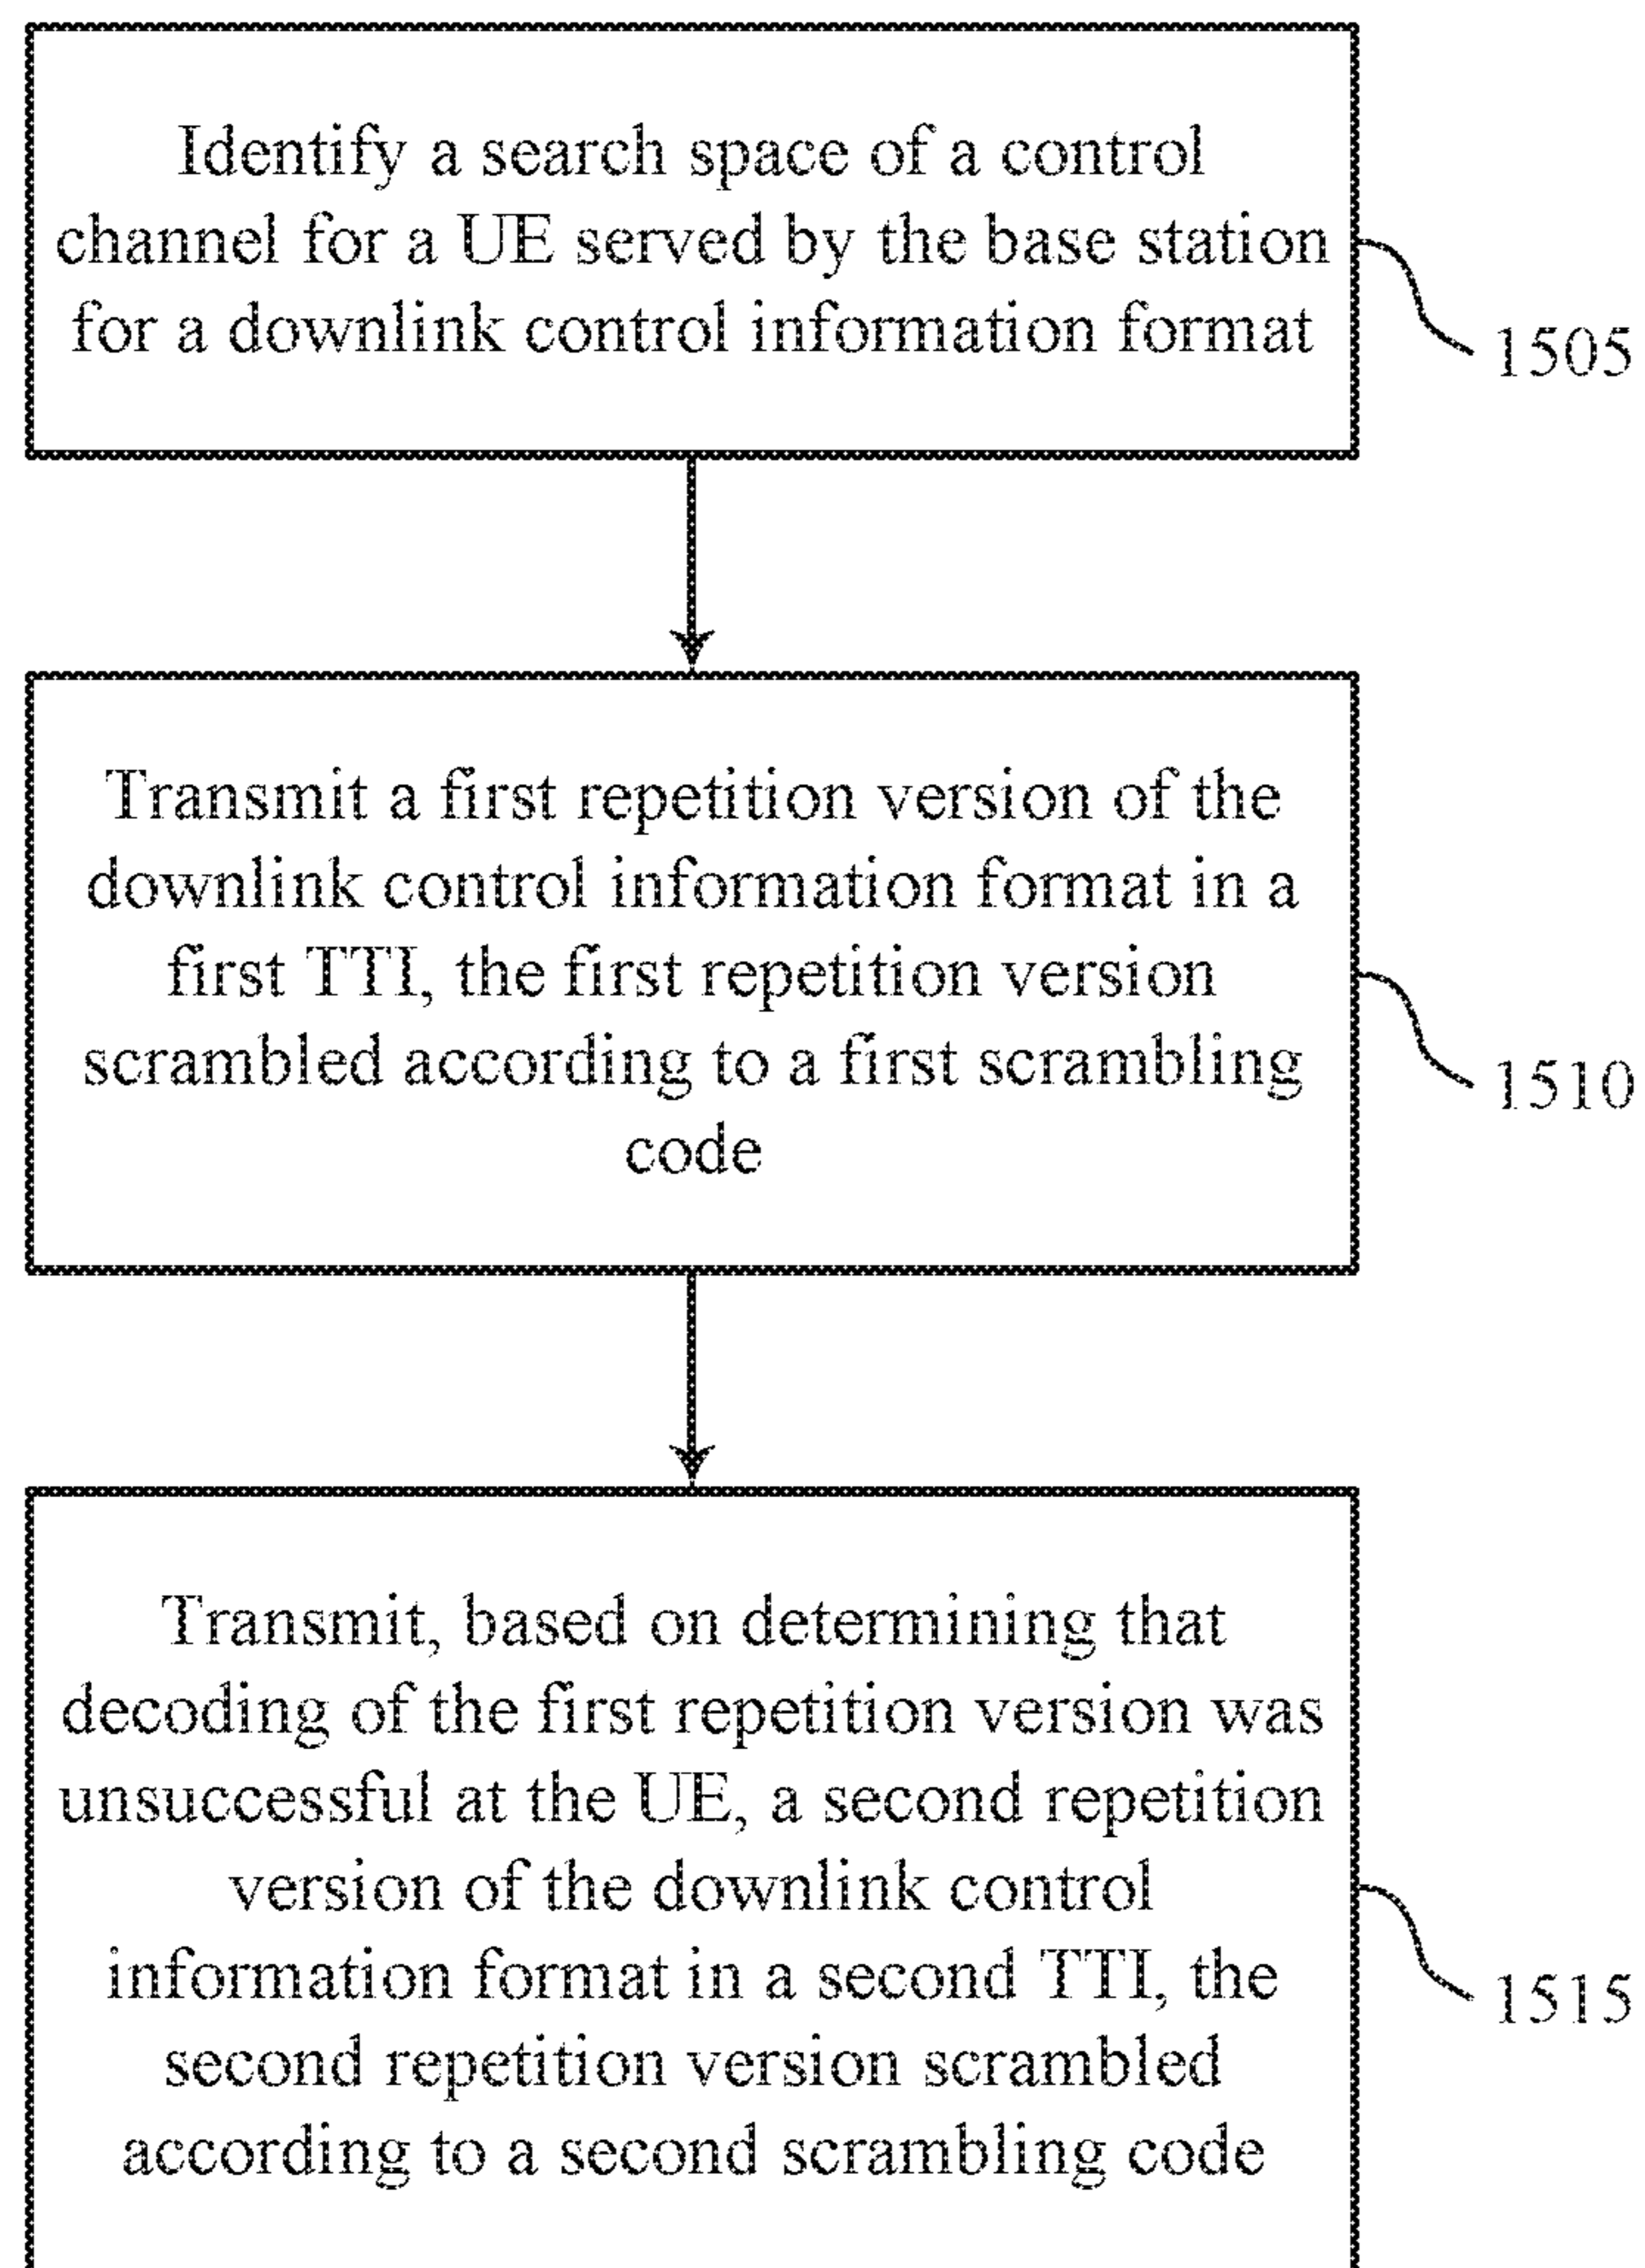 Identify a search space of a control
channel for a UE served by the base station
for a downlink control information format
1505
Transmit a first repetition version of the
downlink control information format in a
first TTI, the first repetition version
scrambled according to a first scrambling
code
1510
Transmit, based on determining that
decoding of the first repetition version was
unsuccessful at the UE, a second repetition
version of the downlink control
information format in a second TTI, the
second repetition version scrambled
according to a second scrambling code
1515